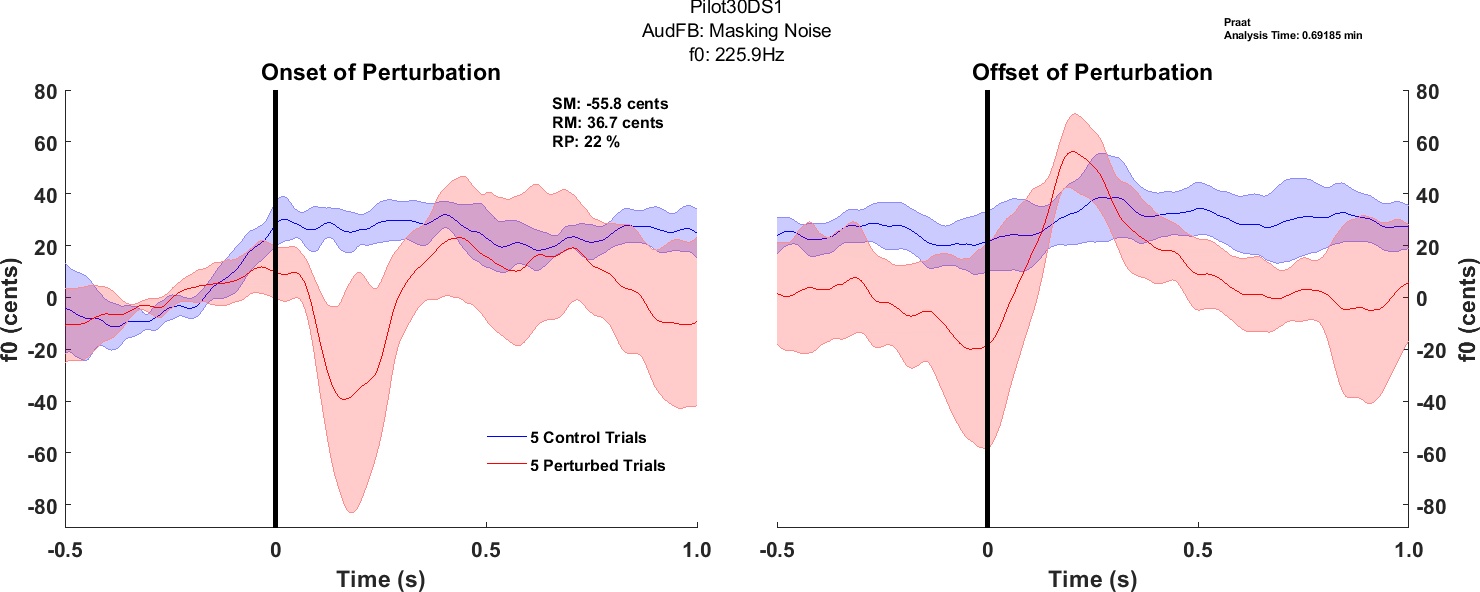 Pilot30DS1
AudFB: Masking Noise
f0: 225.9Hz
Praat
Analysis Time: 0.69185 min
Onset of Perturbation
SM: -55.8 cents
RM: 36.7 cents
RP: 22 %
f0 (cents)
80
60
40
20
0
-20
-40
-60
-80
5 Control Trials
5 Perturbed Trials
-0.5
0
0.5
1.0
Time (s)
Offset of Perturbation
80
60
40
20
0
-20
-40
-60
-80
f0 (cents)
-0.5
0
0.5
1.0
Time (s)